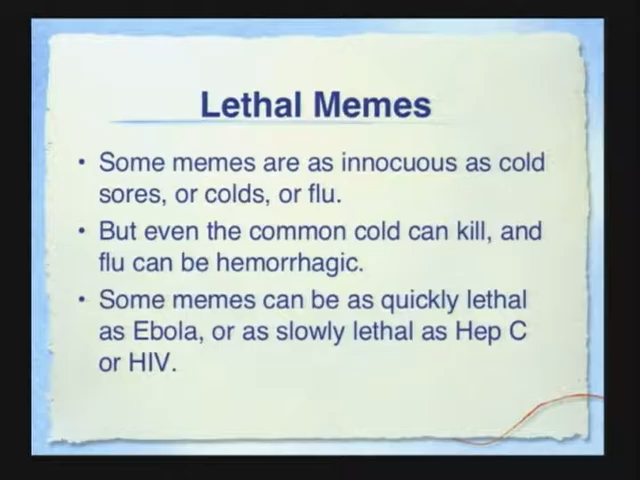 Lethal Memes
• Some memes are as innocuous as cold
sores, or colds, or flu.
• But even the common cold can kill, and
flu can be hemorrhagic.
• Some memes can be as quickly lethal
as Ebola, or as slowly lethal as Hep C
or HIV.